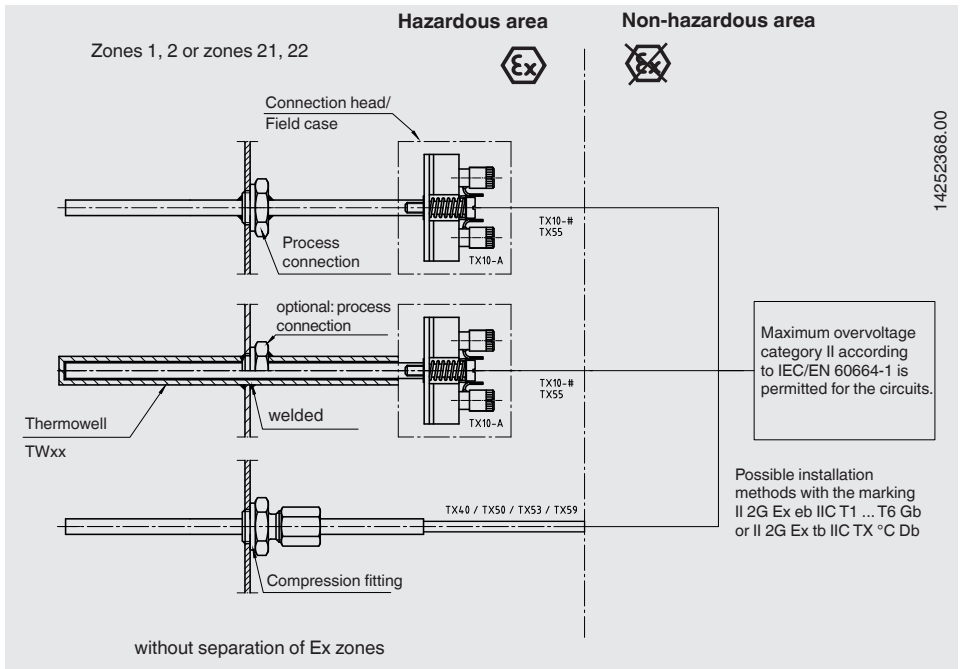 Hazardous area
Non-hazardous area
Zones 1, 2 or zones 21, 22
Ex
Ex
14252368.00
Connection head/
Field case
TX10-#
TX55
Process
connection
TX10-A
optional: process
connection
Maximum overvoltage
category II according
to IEC/EN 60664-1 is
permitted for the circuits.
TX10-#
TX55
welded
TX10-A
Thermowell
TWxx
Possible installation
methods with the marking
II 2G Ex eb IIC T1 ... T6 Gb
or II 2G Ex tb IIC TX °C Db
TX40 / TX50 / TX53 / TX59
Compression fitting
without separation of Ex zones